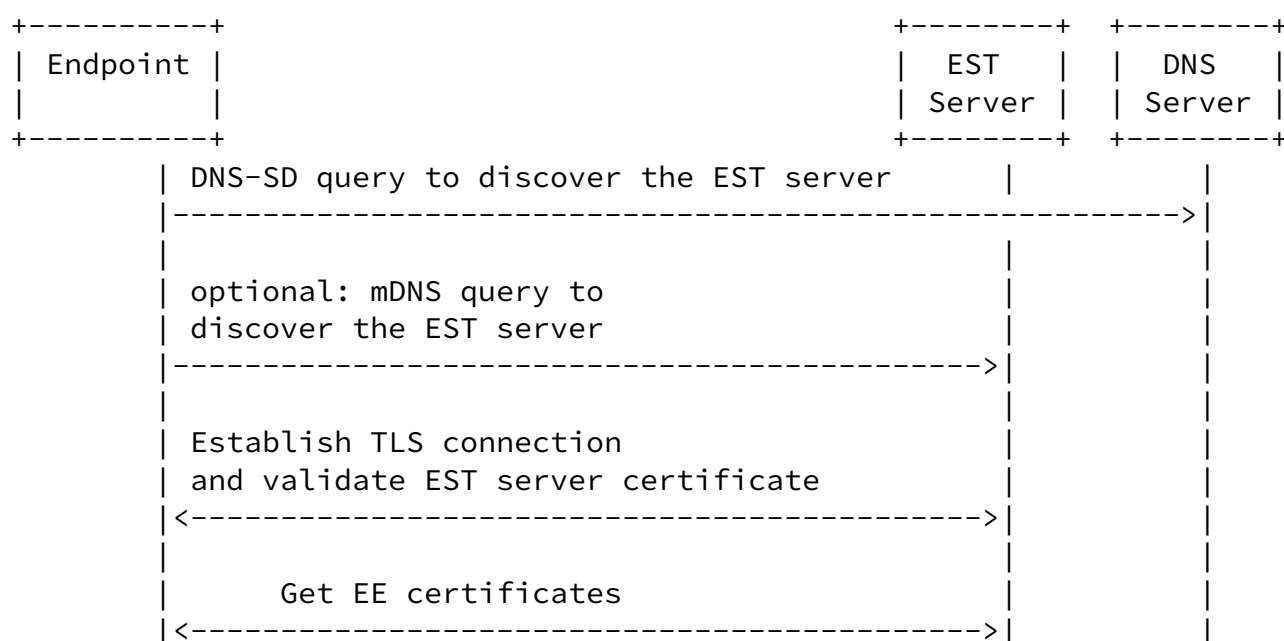 +----------+                                     +--------+  +--------+
| Endpoint |                                     |  EST   |  |  DNS   |
|          |                                     | Server |  | Server |
+----------+                                     +--------+  +--------+
        | DNS-SD query to discover the EST server      |          |
        |-------------------------------------------------------->|
        |                                              |          |
        | optional: mDNS query to                      |          |
        | discover the EST server                      |          |
        |--------------------------------------------->|          |
        |                                              |          |
        | Establish TLS connection                     |          |
        | and validate EST server certificate          |          |
        |<-------------------------------------------->|          |
        |                                              |          |
        |      Get EE certificates                     |          |
        |<-------------------------------------------->|          |